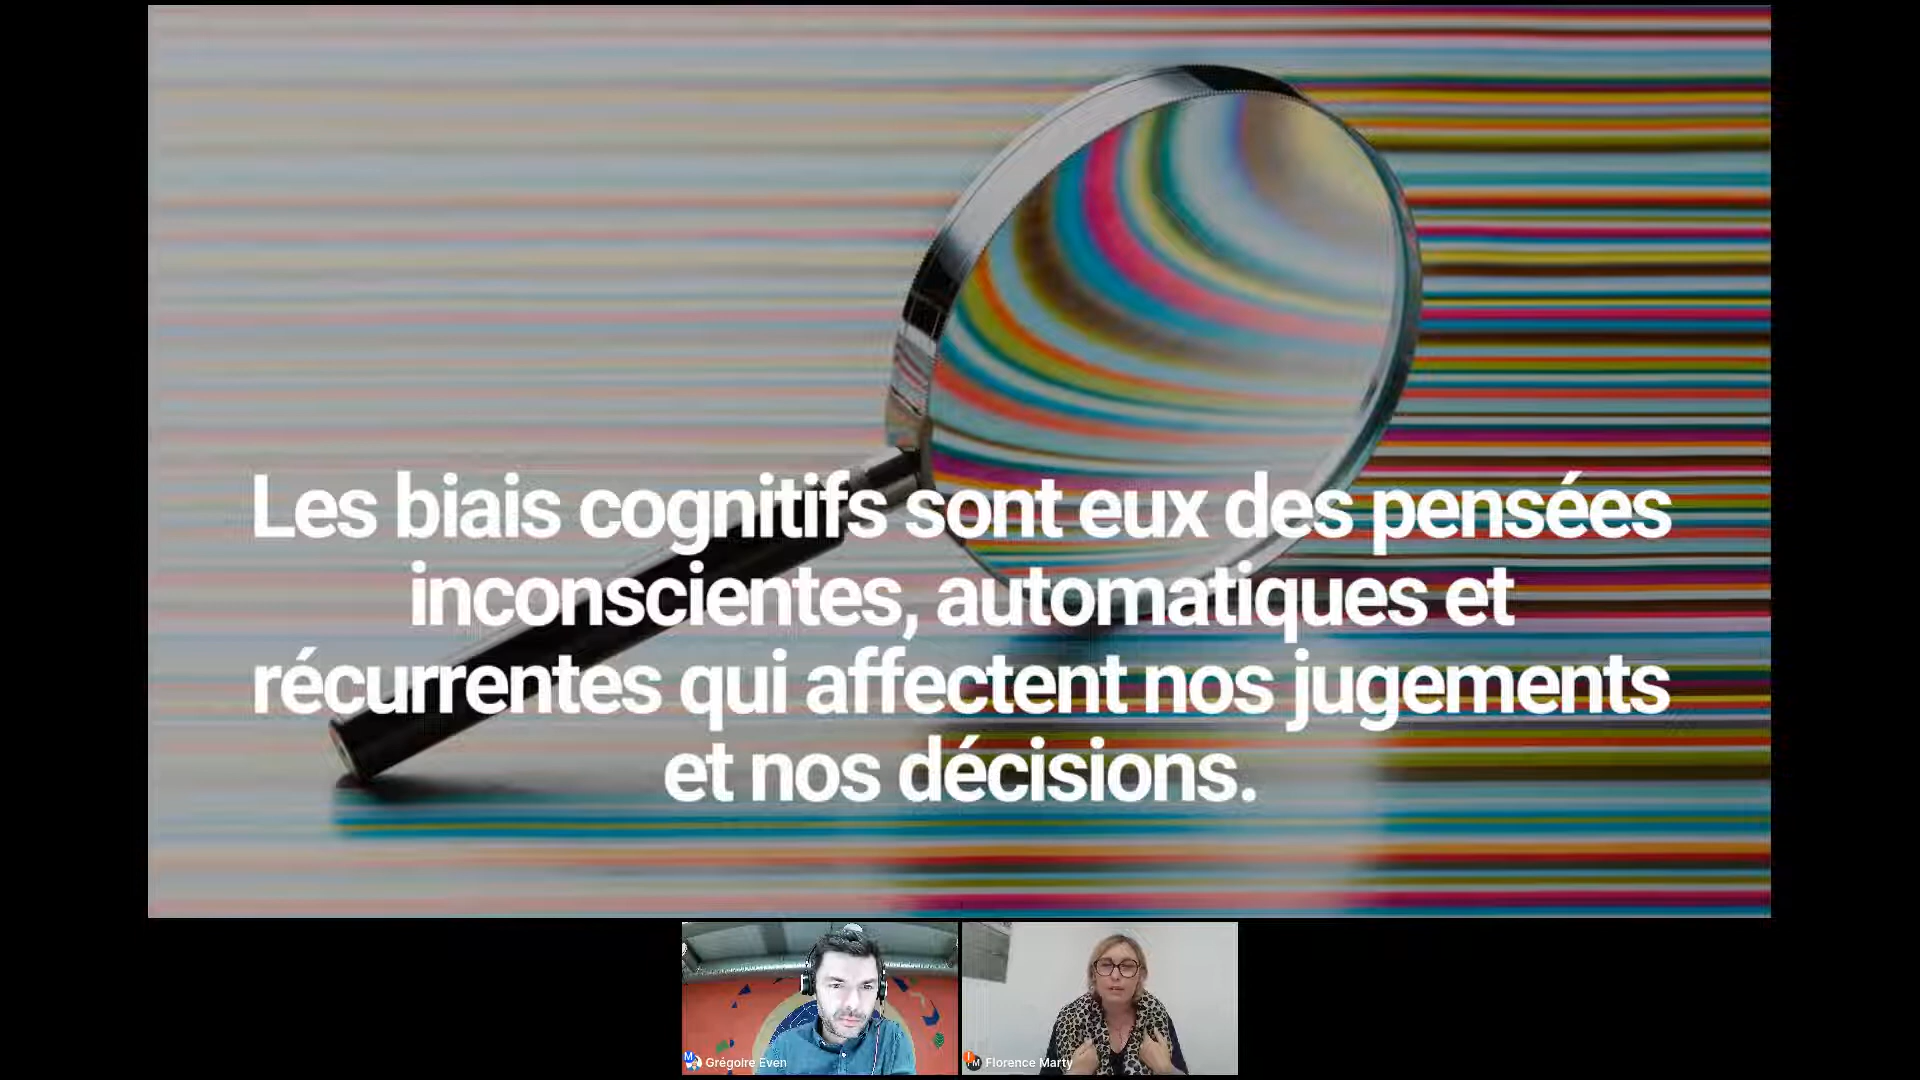 Les biais cognitifs sont eux des pensées
inconscientes, automatiques et
récurrentes qui affectent nos jugements
et nos décisions.
Grégoire Even
Florence Marty